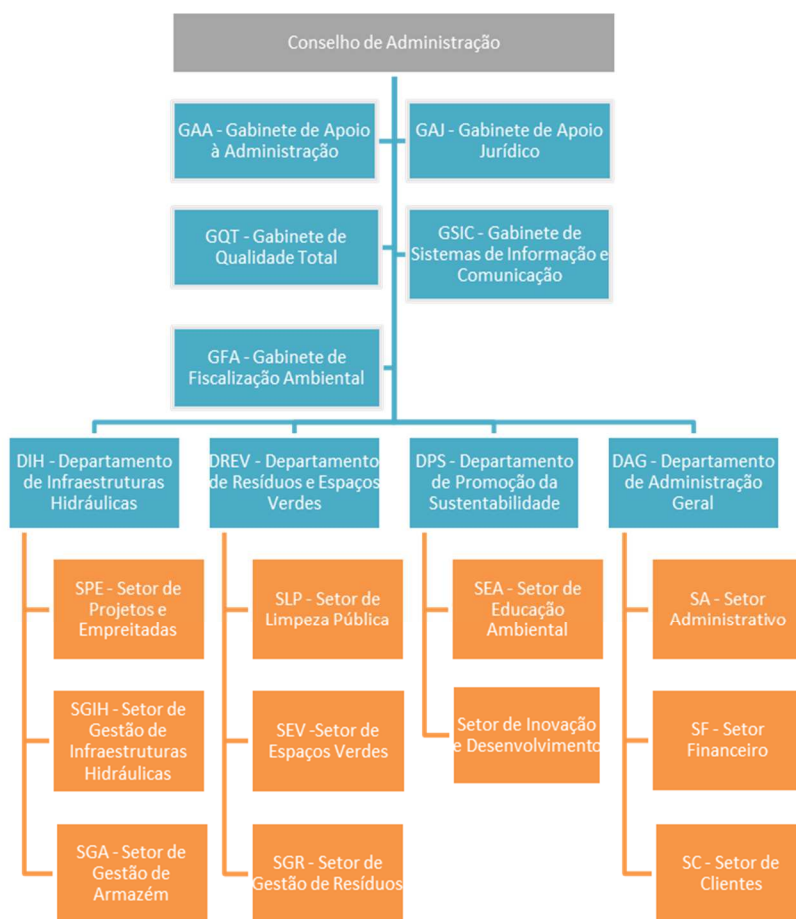 Conselho de Administração
GAA - Gabinete de Apoio
à Administração
GAJ - Gabinete de Apoio
Jurídico
GQT - Gabinete de
Qualidade Total
GSIC - Gabinete de
Sistemas de Informação e
Comunicação
GFA - Gabinete de
Fiscalização Ambiental
DIH - Departamento
de Infraestruturas
Hidráulicas
DREV - Departamento
de Resíduos e Espaços
Verdes
DPS - Departamento
de Promoção da
Sustentabilidade
DAG - Departamento
de Administração
Geral
SPE - Setor de
Projetos e
Empreitadas
SLP - Setor de
Limpeza Pública
SEA - Setor de
Educação
Ambiental
SA - Setor
Administrativo
SGIH - Setor de
Gestão de
Infraestruturas
Hidráulicas
SEV -Setor de
Espaços Verdes
Setor de Inovação
e Desenvolvimento
SF - Setor
Financeiro
SGA - Setor de
Gestão de
Armazém
SGR - Setor de
Gestão de Resíduos
SC - Setor de
Clientes